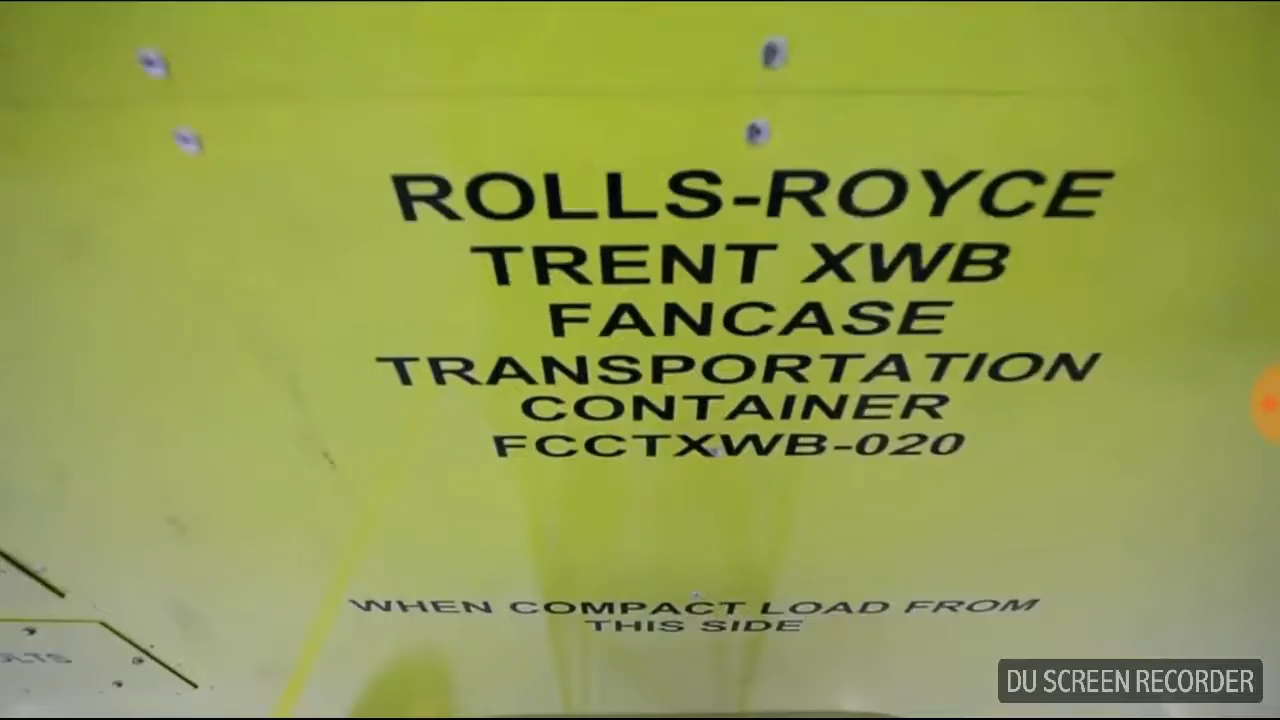 ROLLS-ROYCE
TRENT XWB
FANCASE
TRANSPORTATION
CONTAINER
FCCTXWB-020
WHEN COMPACT LOAD FROM
THIS SIDE
DU SCREEN RECORDER